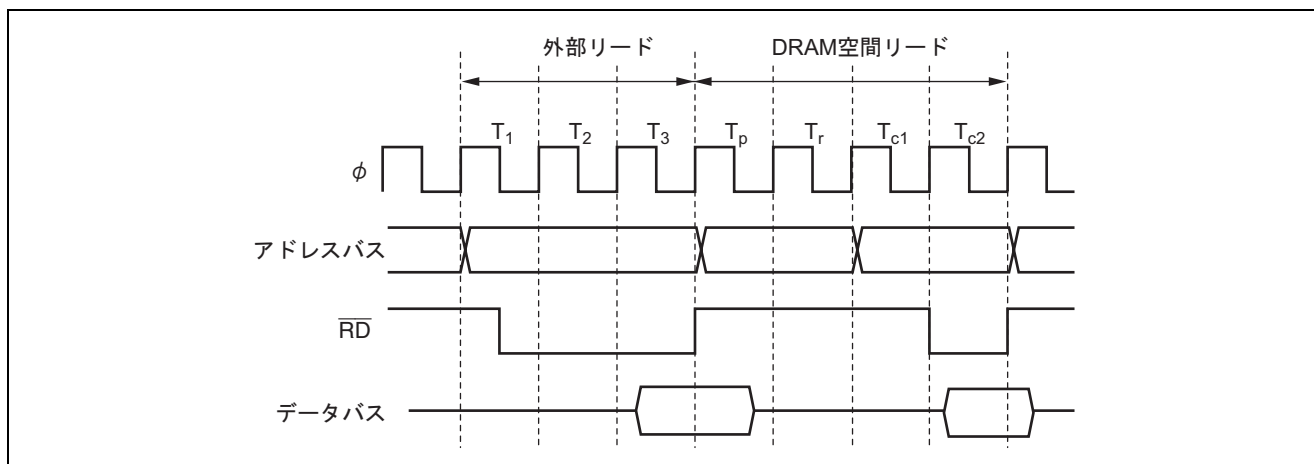 外部リード DRAM空間リード
T1 T2 T3 Tp Tr Tc1 Tc2
φ
アドレスバス
RD
データバス